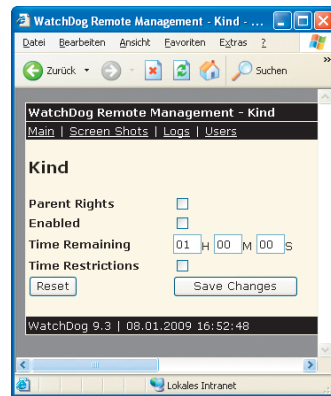 WatchDog Remote Management - Kind - ...
Datei Bearbeiten Ansicht Favoriten Extras ?
Zurück Suchen
WatchDog Remote Management - Kind
Main | Screen Shots | Logs | Users
Kind
Parent Rights
Enabled
Time Remaining 01 H 00 M 00 S
Time Restrictions
Reset Save Changes
WatchDog 9.3 | 08.01.2009 16:52:48
Lokales Intranet